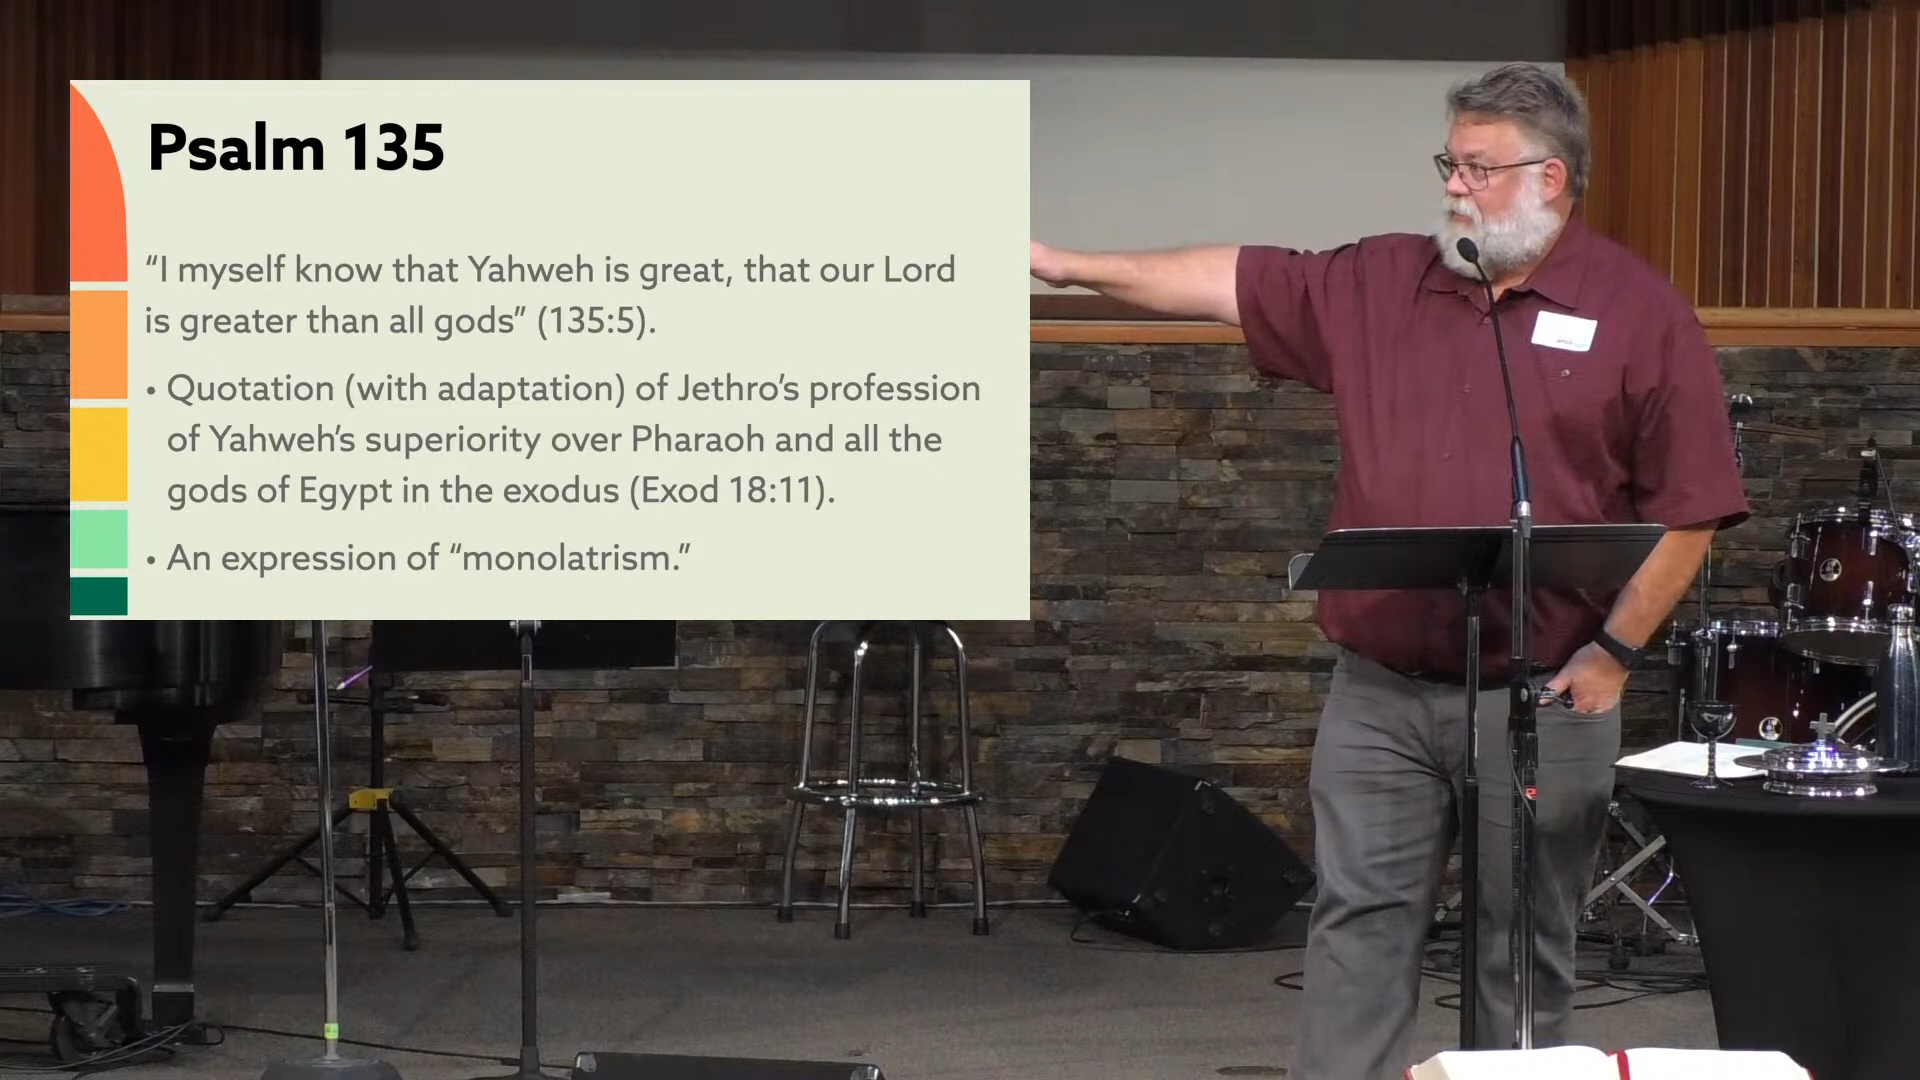 Psalm 135
“I myself know that Yahweh is great, that our Lord
is greater than all gods” (135:5).
• Quotation (with adaptation) of Jethro’s profession
of Yahweh’s superiority over Pharaoh and all the
gods of Egypt in the exodus (Exod 18:11).
• An expression of “monolatrism.”